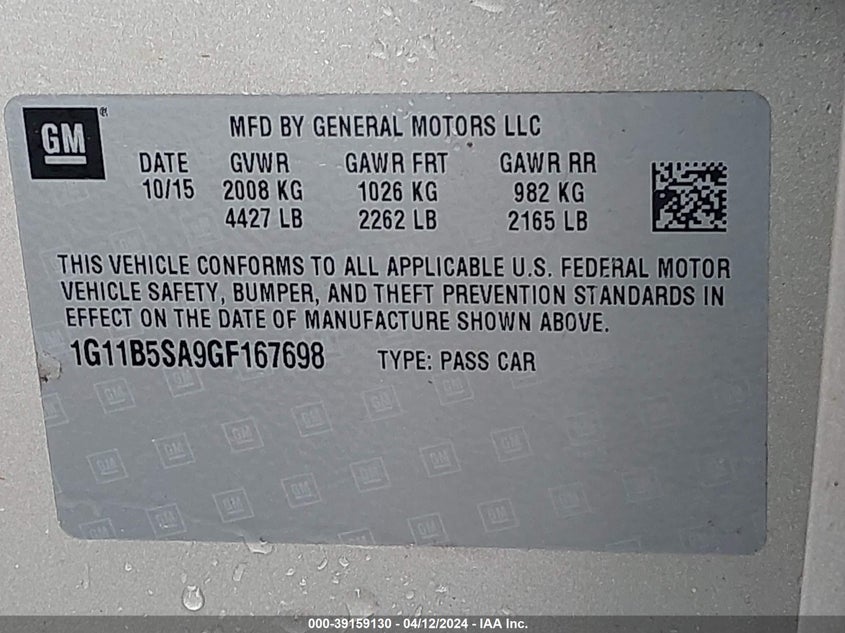 GM®
MFD BY GENERAL MOTORS LLC
DATE GVWR GAWR FRT GAWR RR
10/15 2008 KG 1026 KG 982 KG
4427 LB 2262 LB 2165 LB
THIS VEHICLE CONFORMS TO ALL APPLICABLE U.S. FEDERAL MOTOR
VEHICLE SAFETY, BUMPER, AND THEFT PREVENTION STANDARDS IN
EFFECT ON THE DATE OF MANUFACTURE SHOWN ABOVE.
1G11B5SA9GF167698 TYPE: PASS CAR
000-39159130 - 04/12/2024 - IAA Inc.